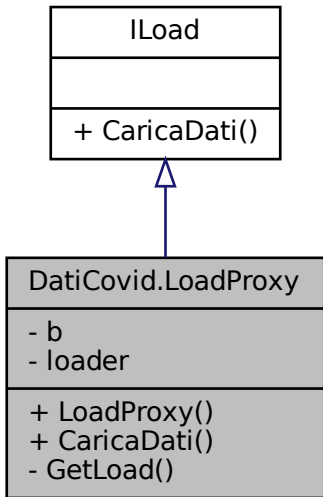 ILoad
+ CaricaDati()
DatiCovid.LoadProxy
- b
- loader
+ LoadProxy()
+ CaricaDati()
- GetLoad()